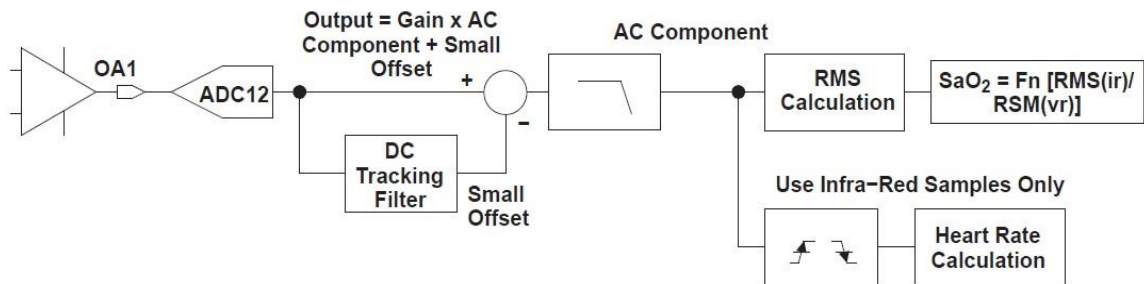 Output = Gain x AC
Component + Small
Offset
AC Component
OA1
ADC12
+
−
RMS
Calculation
SaO₂ = Fn [RMS(ir)/
RSM(vr)]
DC
Tracking
Filter
Small
Offset
Use Infra−Red Samples Only
Heart Rate
Calculation